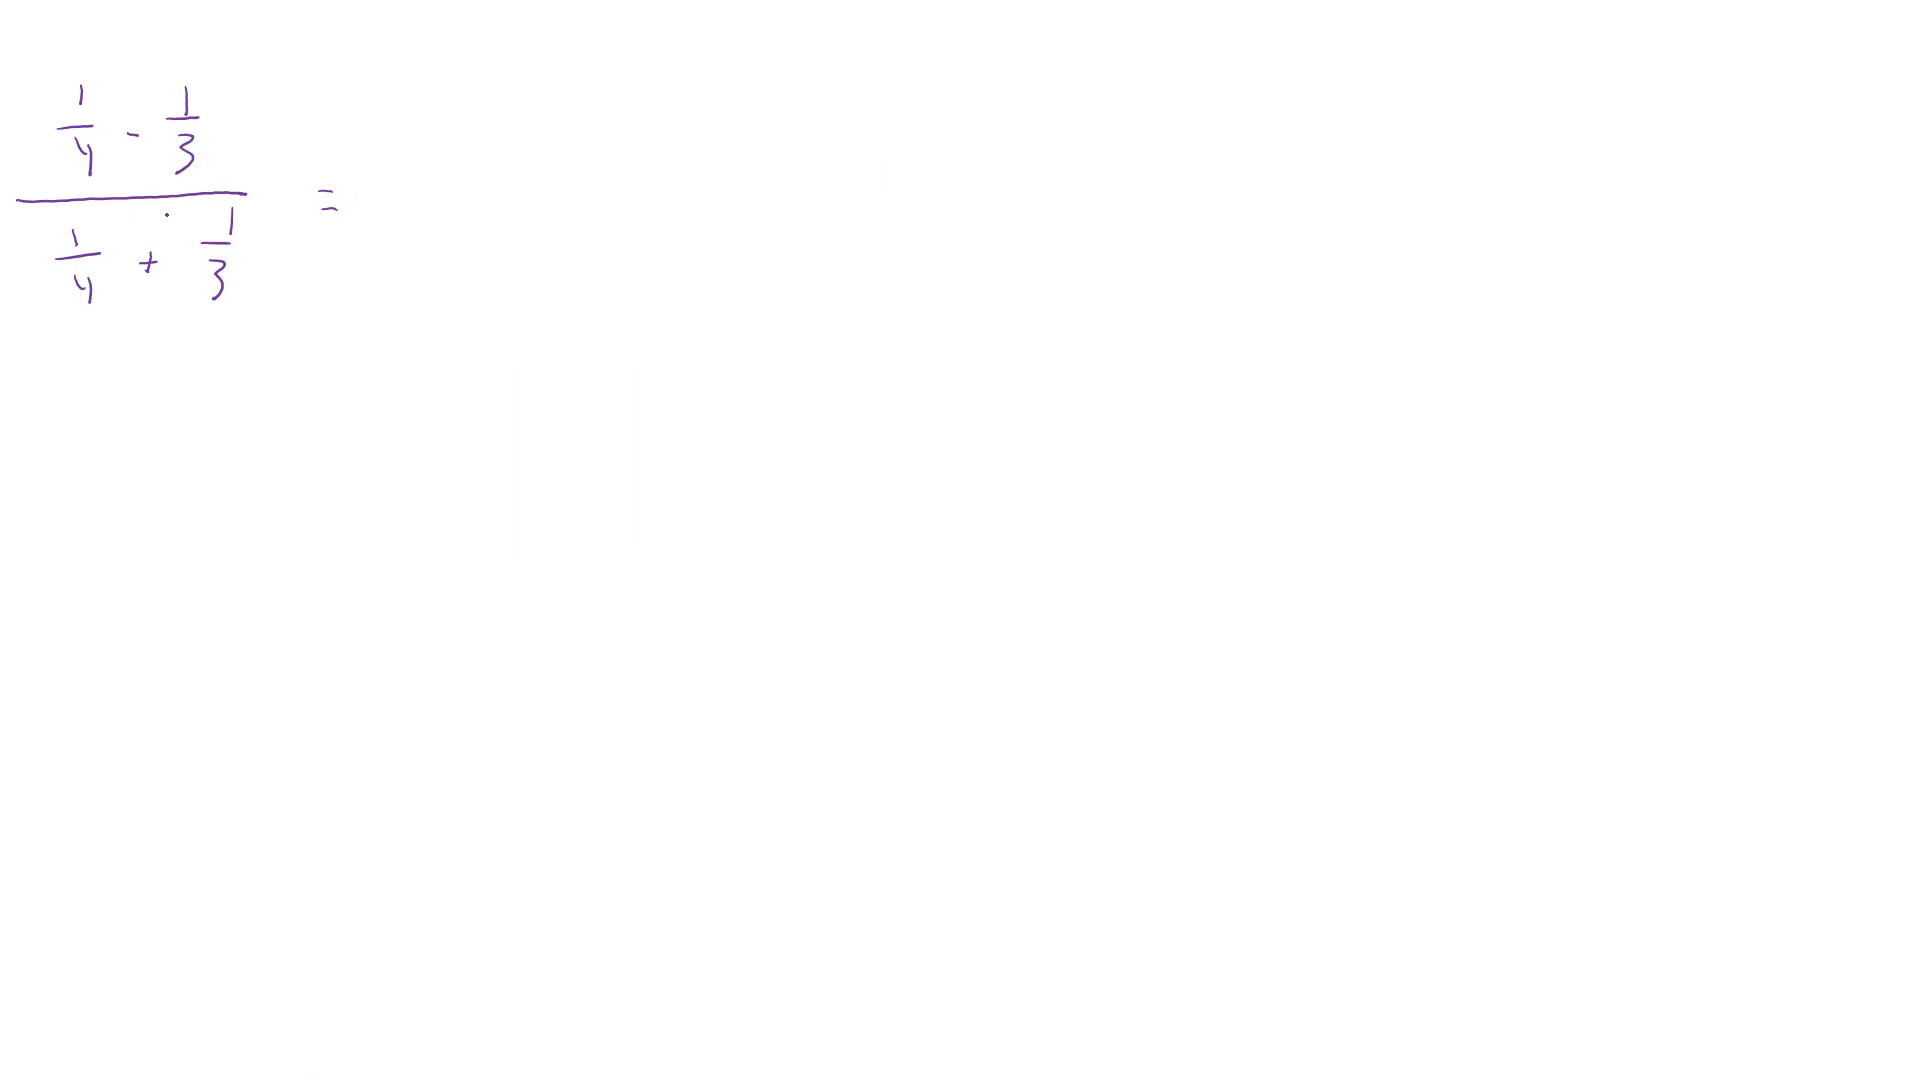 1/4 - 1/3
=
1/4 + 1/3